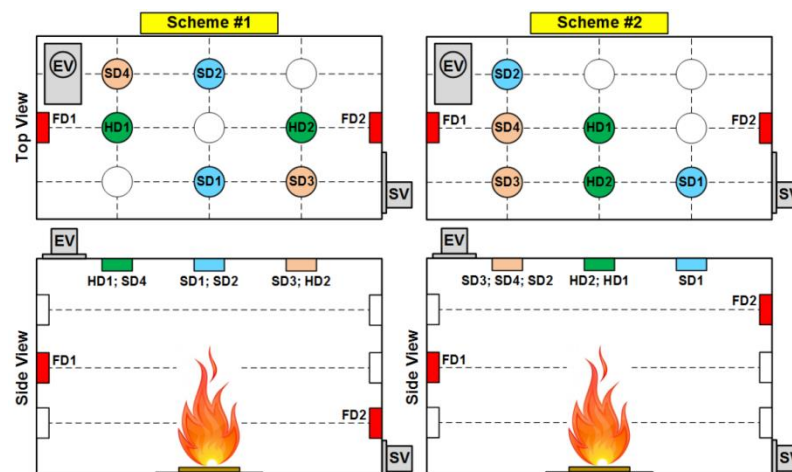 Scheme #1
Scheme #2
Top View
EV
SD4
SD2
FD1
HD1
HD2
FD2
SD1
SD3
SV
EV
SD2
FD1
SD4
HD1
FD2
SD3
HD2
SD1
SV
Side View
EV
HD1; SD4
SD1; SD2
SD3; HD2
FD1
FD2
SV
Side View
EV
SD3; SD4; SD2
HD2; HD1
SD1
FD2
FD1
SV